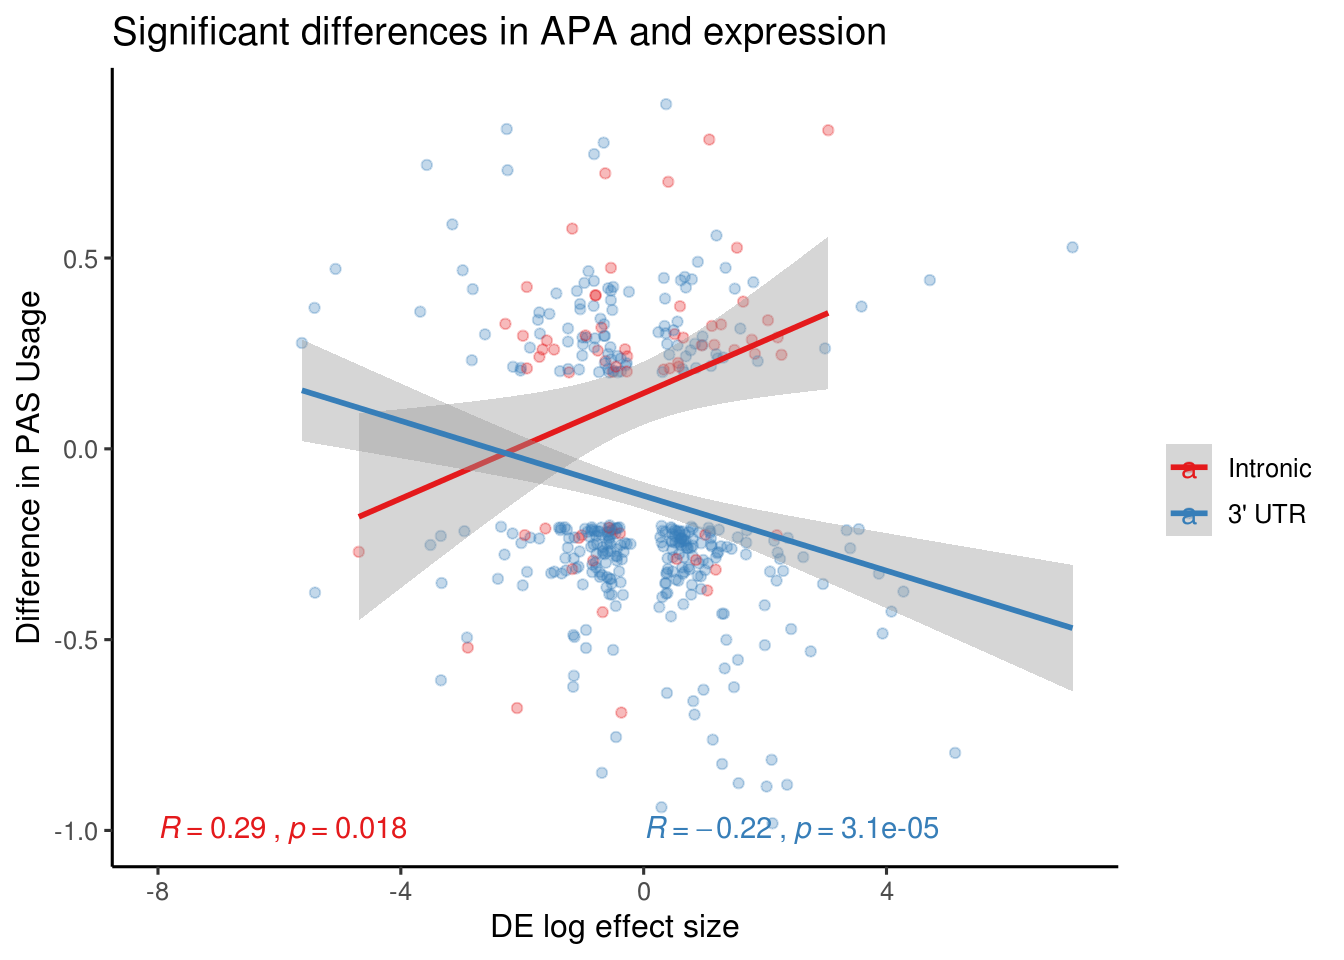 Significant differences in APA and expression
Difference in PAS Usage
0.5
0.0
-0.5
-1.0
R = 0.29 , p = 0.018
R = −0.22 , p = 3.1e-05
-8
-4
0
4
DE log effect size
a Intronic
a 3' UTR